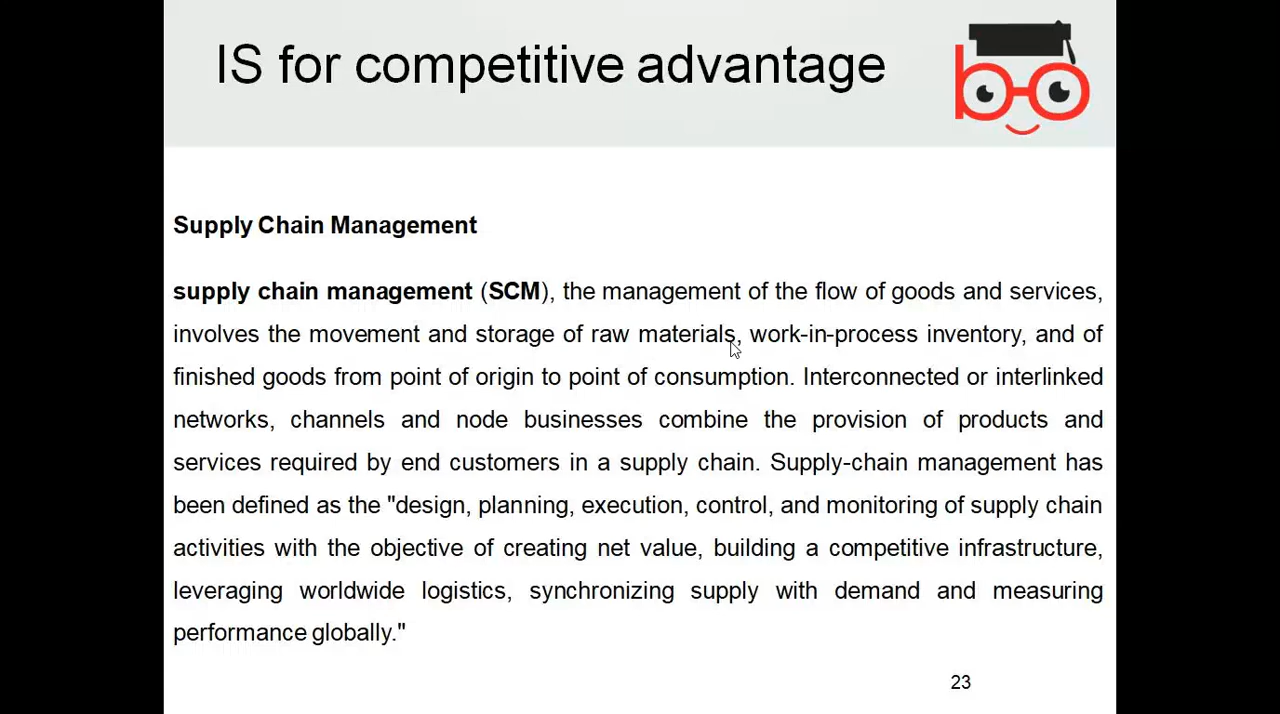 IS for competitive advantage
Supply Chain Management
supply chain management (SCM), the management of the flow of goods and services,
involves the movement and storage of raw materials, work-in-process inventory, and of
finished goods from point of origin to point of consumption. Interconnected or interlinked
networks, channels and node businesses combine the provision of products and
services required by end customers in a supply chain. Supply-chain management has
been defined as the "design, planning, execution, control, and monitoring of supply chain
activities with the objective of creating net value, building a competitive infrastructure,
leveraging worldwide logistics, synchronizing supply with demand and measuring
performance globally."
23